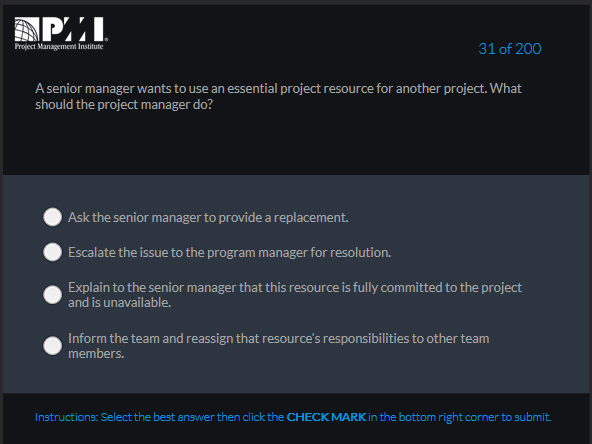 PMI
Project Management Institute
31 of 200
A senior manager wants to use an essential project resource for another project. What
should the project manager do?
Ask the senior manager to provide a replacement.
Escalate the issue to the program manager for resolution.
Explain to the senior manager that this resource is fully committed to the project
and is unavailable.
Inform the team and reassign that resource's responsibilities to other team
members.
Instructions: Select the best answer then click the CHECK MARK in the bottom right corner to submit.